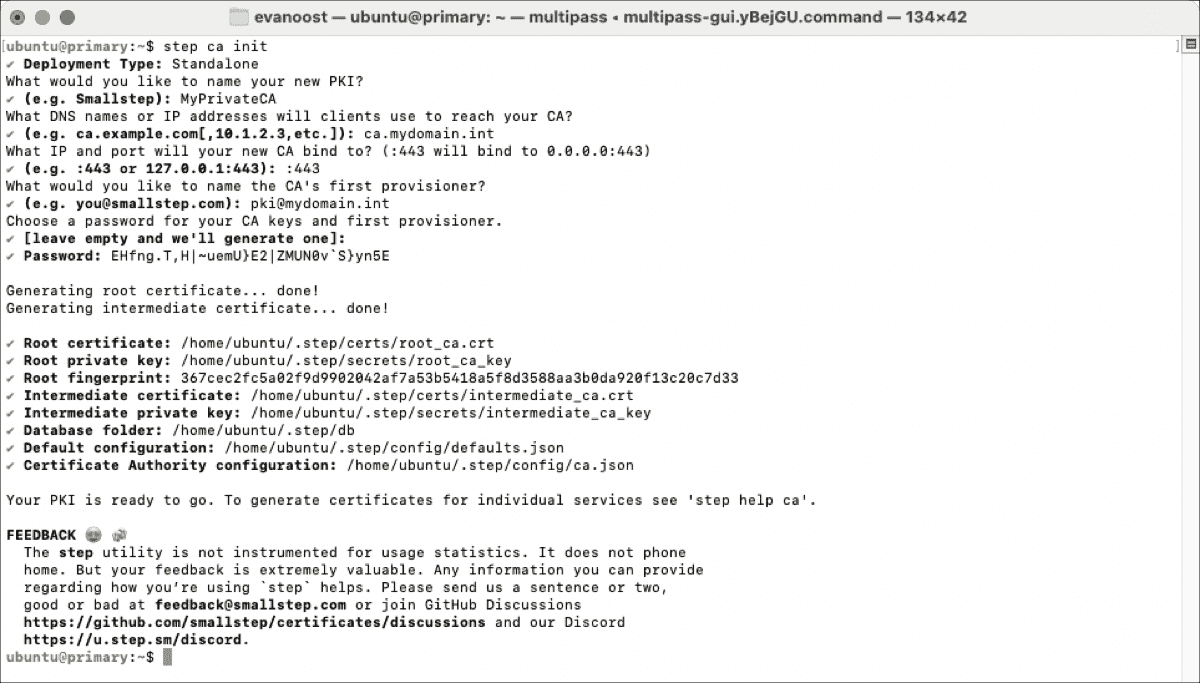 evanoost — ubuntu@primary: ~ — multipass ◂ multipass-gui.yBejGU.command — 134×42
[ubuntu@primary:~$ step ca init ]
✔ Deployment Type: Standalone
What would you like to name your new PKI?
✔ (e.g. Smallstep): MyPrivateCA
What DNS names or IP addresses will clients use to reach your CA?
✔ (e.g. ca.example.com[,10.1.2.3,etc.]): ca.mydomain.int
What IP and port will your new CA bind to? (:443 will bind to 0.0.0.0:443)
✔ (e.g. :443 or 127.0.0.1:443): :443
What would you like to name the CA's first provisioner?
✔ (e.g. you@smallstep.com): pki@mydomain.int
Choose a password for your CA keys and first provisioner.
✔ [leave empty and we'll generate one]:
✔ Password: EHfng.T,H|~uemU}E2|ZMUN0v`S}yn5E
Generating root certificate... done!
Generating intermediate certificate... done!
✔ Root certificate: /home/ubuntu/.step/certs/root_ca.crt
✔ Root private key: /home/ubuntu/.step/secrets/root_ca_key
✔ Root fingerprint: 367cec2fc5a02f9d9902042af7a53b5418a5f8d3588aa3b0da920f13c20c7d33
✔ Intermediate certificate: /home/ubuntu/.step/certs/intermediate_ca.crt
✔ Intermediate private key: /home/ubuntu/.step/secrets/intermediate_ca_key
✔ Database folder: /home/ubuntu/.step/db
✔ Default configuration: /home/ubuntu/.step/config/defaults.json
✔ Certificate Authority configuration: /home/ubuntu/.step/config/ca.json
Your PKI is ready to go. To generate certificates for individual services see 'step help ca'.
FEEDBACK
The step utility is not instrumented for usage statistics. It does not phone
home. But your feedback is extremely valuable. Any information you can provide
regarding how you’re using `step` helps. Please send us a sentence or two,
good or bad at feedback@smallstep.com or join GitHub Discussions
https://github.com/smallstep/certificates/discussions and our Discord
https://u.step.sm/discord.
ubuntu@primary:~$